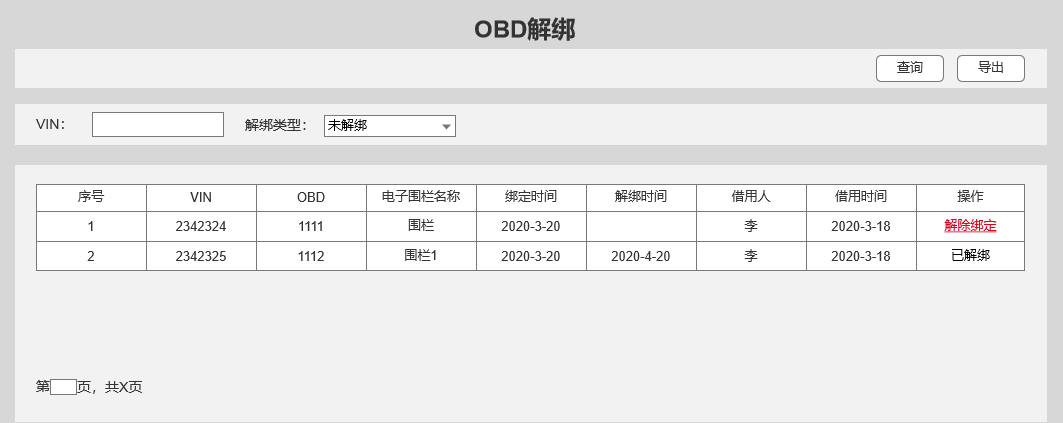 OBD解绑
查询 导出
VIN： 解绑类型： 未解绑
序号 VIN OBD 电子围栏名称 绑定时间 解绑时间 借用人 借用时间 操作
1 2342324 1111 围栏 2020-3-20 李 2020-3-18 解除绑定
2 2342325 1112 围栏1 2020-3-20 2020-4-20 李 2020-3-18 已解绑
第 页，共X页